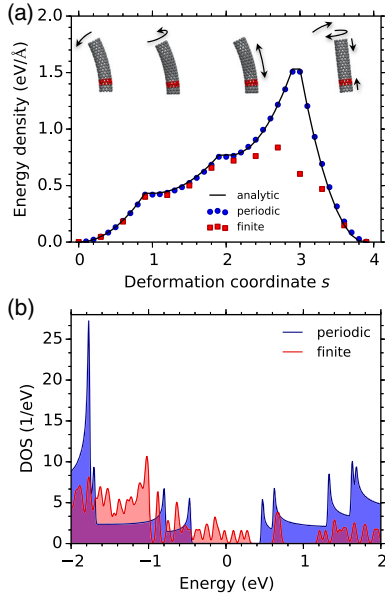 (a)
Energy density (eV/Å)
2.0
1.5
1.0
0.5
0.0
analytic
periodic
finite
0 1 2 3 4
Deformation coordinate s
(b)
DOS (1/eV)
25
20
15
10
5
0
periodic
finite
−2 −1 0 1 2
Energy (eV)